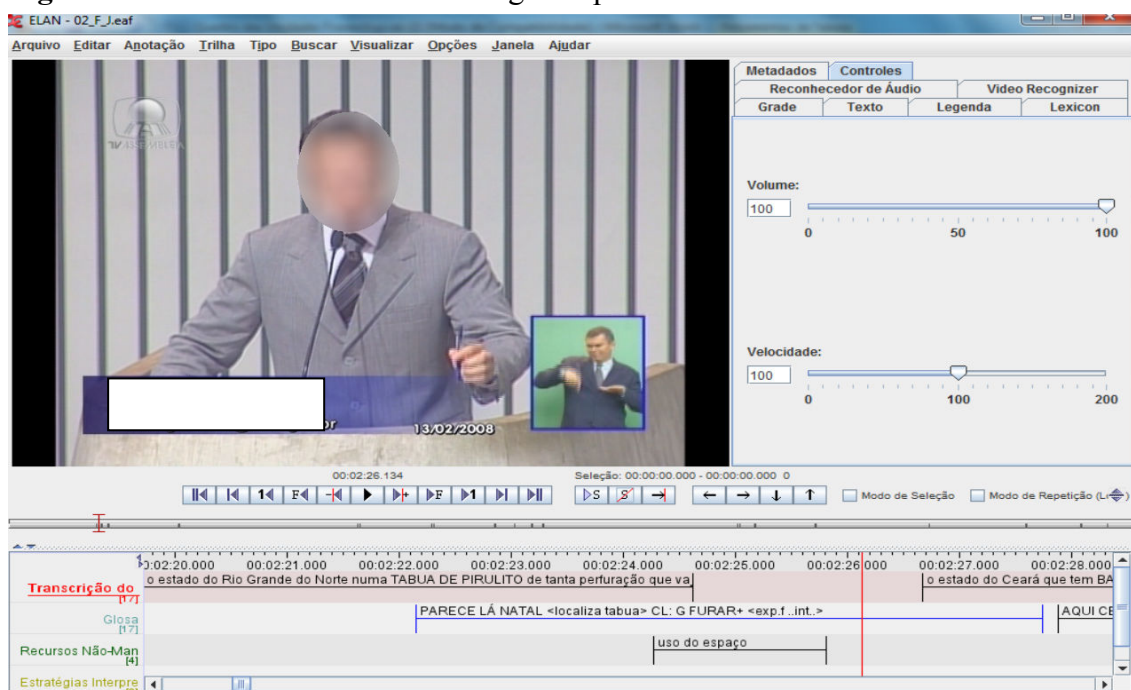 ELAN - 02_F_J.eaf
Arquivo Editar Anotação Trilha Tipo Buscar Visualizar Opções Janela Ajudar
TV ASSEMBLEIA
13/02/2008
Metadados Controles
Reconhecedor de Áudio Video Recognizer
Grade Texto Legenda Lexicon
Volume:
100
0 50 100
Velocidade:
100
0 100 200
00:02:26.134 Seleção: 00:00:00.000 - 00:00:00.000 0
1 F + F 1 S S Modo de Seleção Modo de Repetição (L
0:02:20.000 00:02:21.000 00:02:22.000 00:02:23.000 00:02:24.000 00:02:25.000 00:02:26.000 00:02:27.000 00:02:28.000
Transcrição do o estado do Rio Grande do Norte numa TABUA DE PIRULITO de tanta perfuração que va o estado do Ceará que tem BA
[17]
Glosa PARECE LÁ NATAL <localiza tabua> CL: G FURAR+ <exp.f ..int..> AQUI CE
[17]
Recursos Não-Man uso do espaço
[4]
Estratégias Interpre